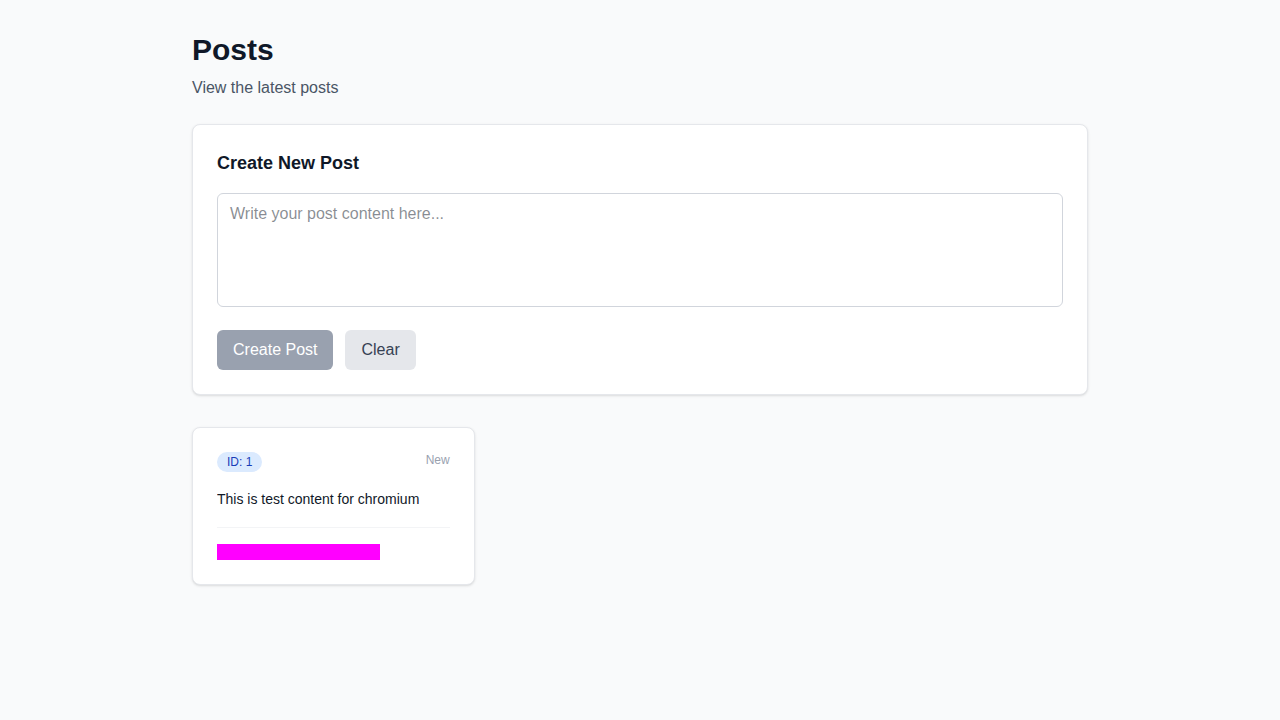 Posts
View the latest posts
Create New Post
Write your post content here...
Create Post
Clear
ID: 1
New
This is test content for chromium